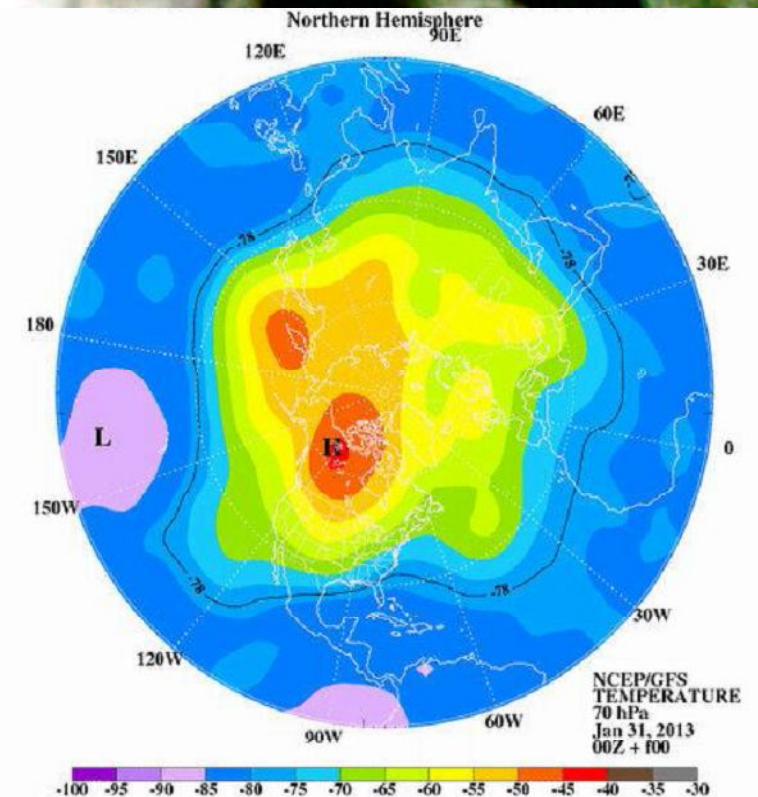 Northern Hemisphere
90E
120E
60E
150E
-78
-78
30E
180
L
H
0
150W
-78
-78
30W
120W
60W
90W
NCEP/GFS
TEMPERATURE
70 hPa
Jan 31, 2013
00Z + f00
-100 -95 -90 -85 -80 -75 -70 -65 -60 -55 -50 -45 -40 -35 -30